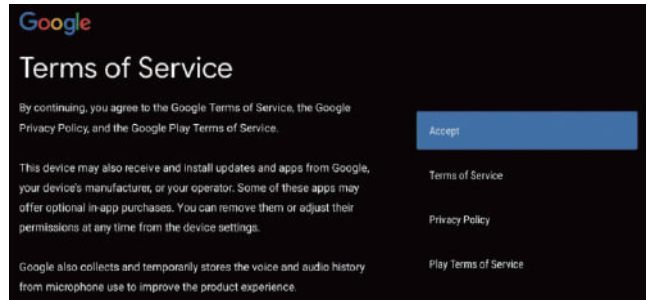 Google
Terms of Service
By continuing, you agree to the Google Terms of Service, the Google
Privacy Policy, and the Google Play Terms of Service.
This device may also receive and install updates and apps from Google,
your device's manufacturer, or your operator. Some of these apps may
offer optional in-app purchases. You can remove them or adjust their
permissions at any time from the device settings.
Google also collects and temporarily stores the voice and audio history
from microphone use to improve the product experience.
Accept
Terms of Service
Privacy Policy
Play Terms of Service